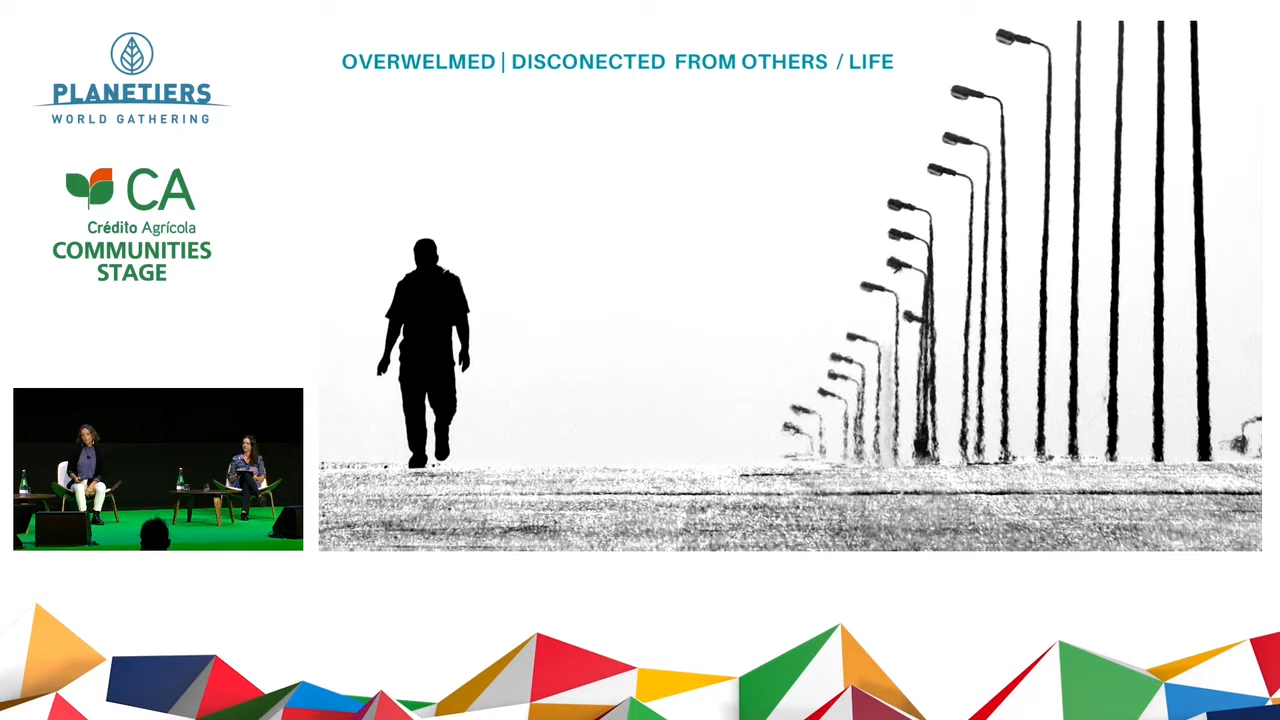 OVERWELMED | DISCONECTED FROM OTHERS / LIFE
PLANETIERS
WORLD GATHERING
CA
Crédito Agrícola
COMMUNITIES
STAGE